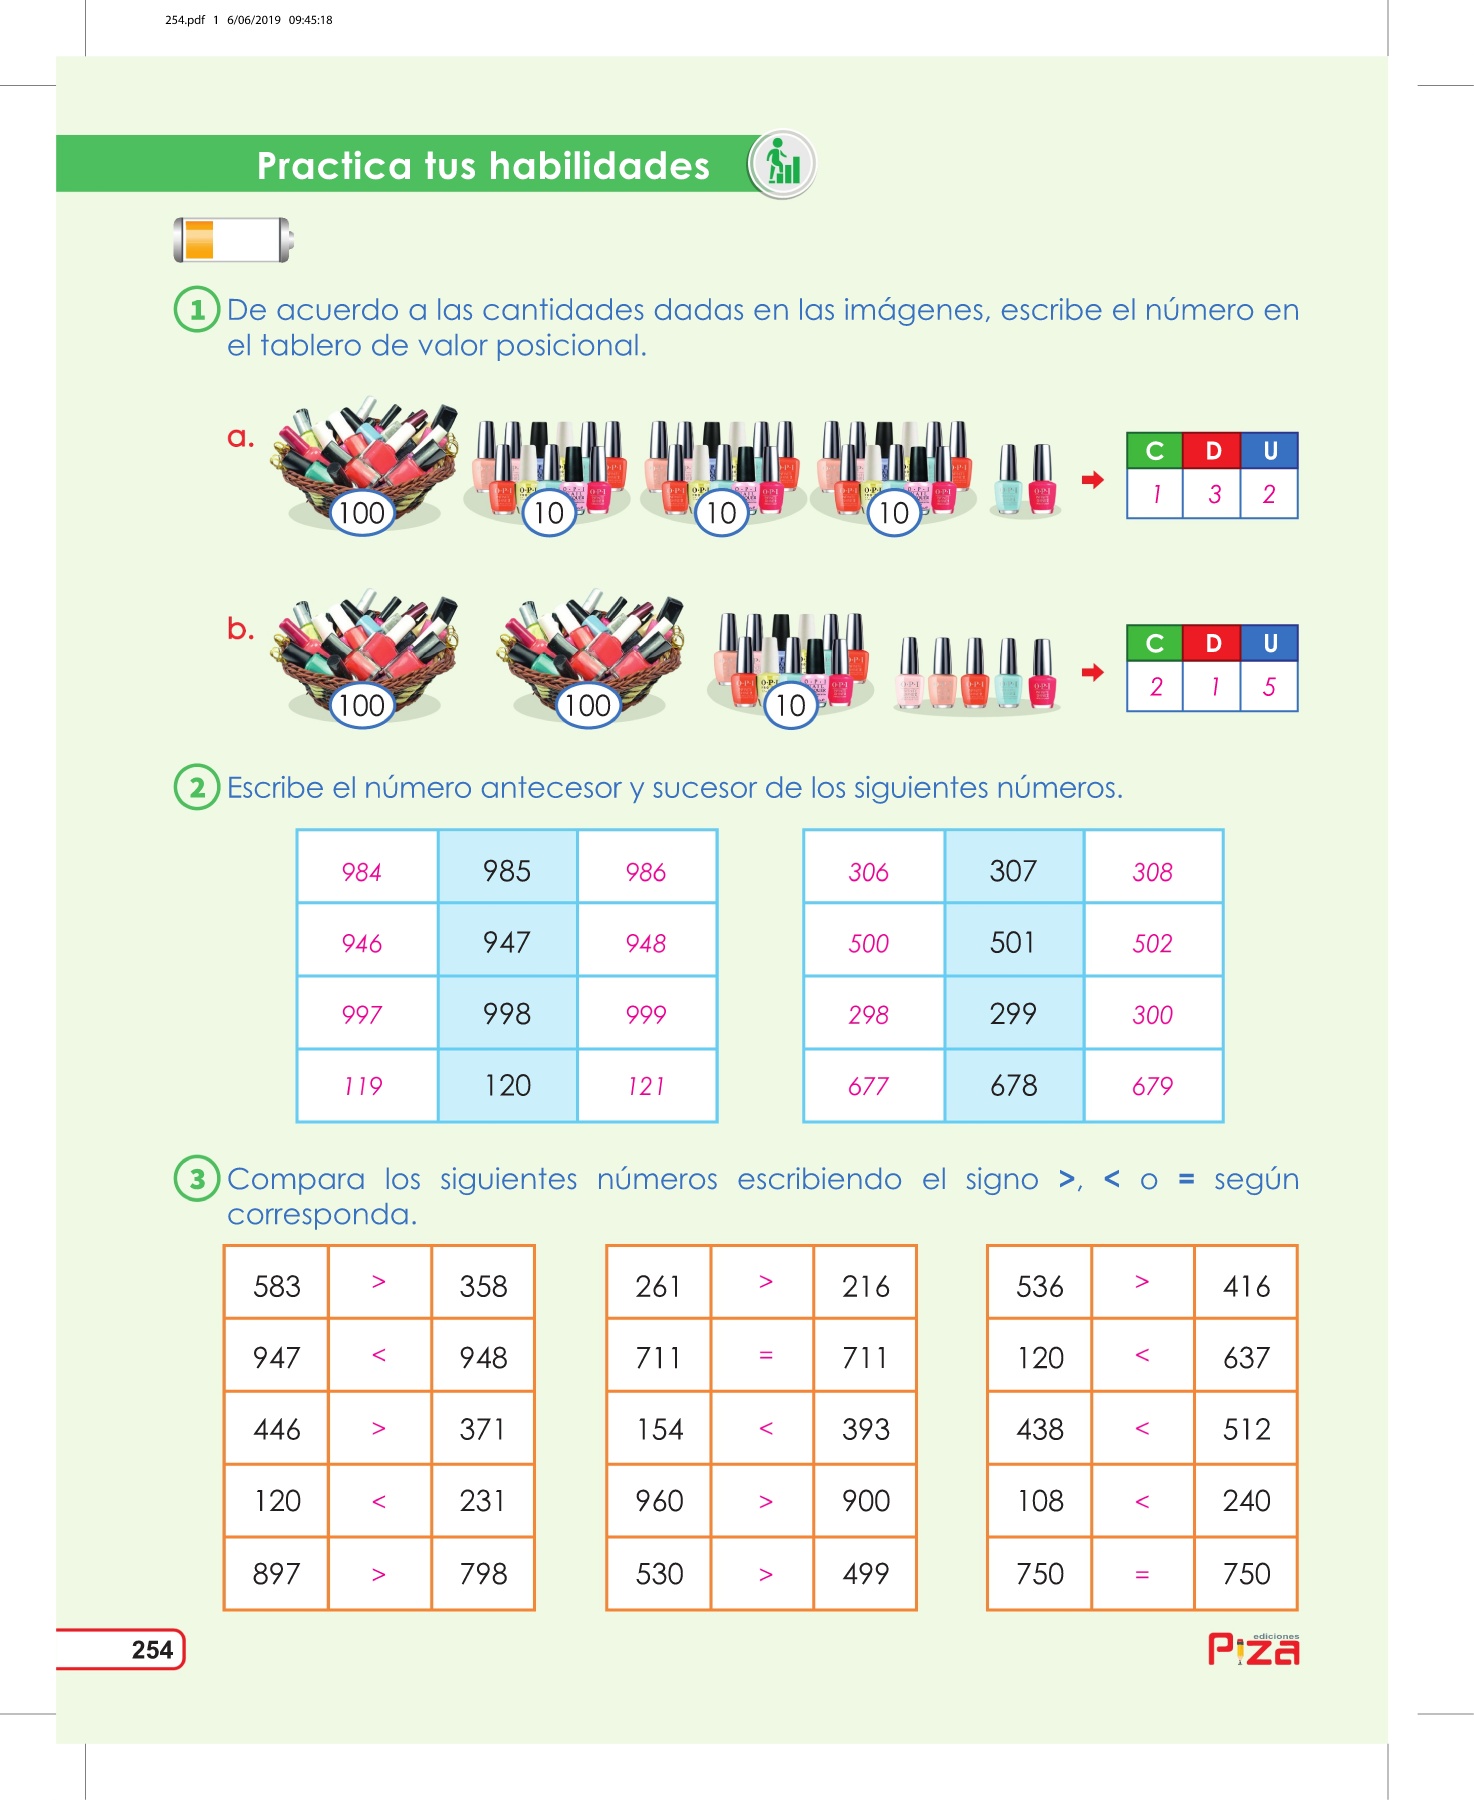 254.pdf 1 6/06/2019 09:45:18
Practica tus habilidades
1 De acuerdo a las cantidades dadas en las imágenes, escribe el número en
el tablero de valor posicional.
a.
100 10 10 10
C D U
1 3 2
b.
100 100 10
C D U
2 1 5
2 Escribe el número antecesor y sucesor de los siguientes números.
984 985 986 306 307 308
946 947 948 500 501 502
997 998 999 298 299 300
119 120 121 677 678 679
3 Compara los siguientes números escribiendo el signo >, < o = según
corresponda.
583 > 358 261 > 216 536 > 416
947 < 948 711 = 711 120 < 637
446 > 371 154 < 393 438 < 512
120 < 231 960 > 900 108 < 240
897 > 798 530 > 499 750 = 750
254
ediciones
Piza